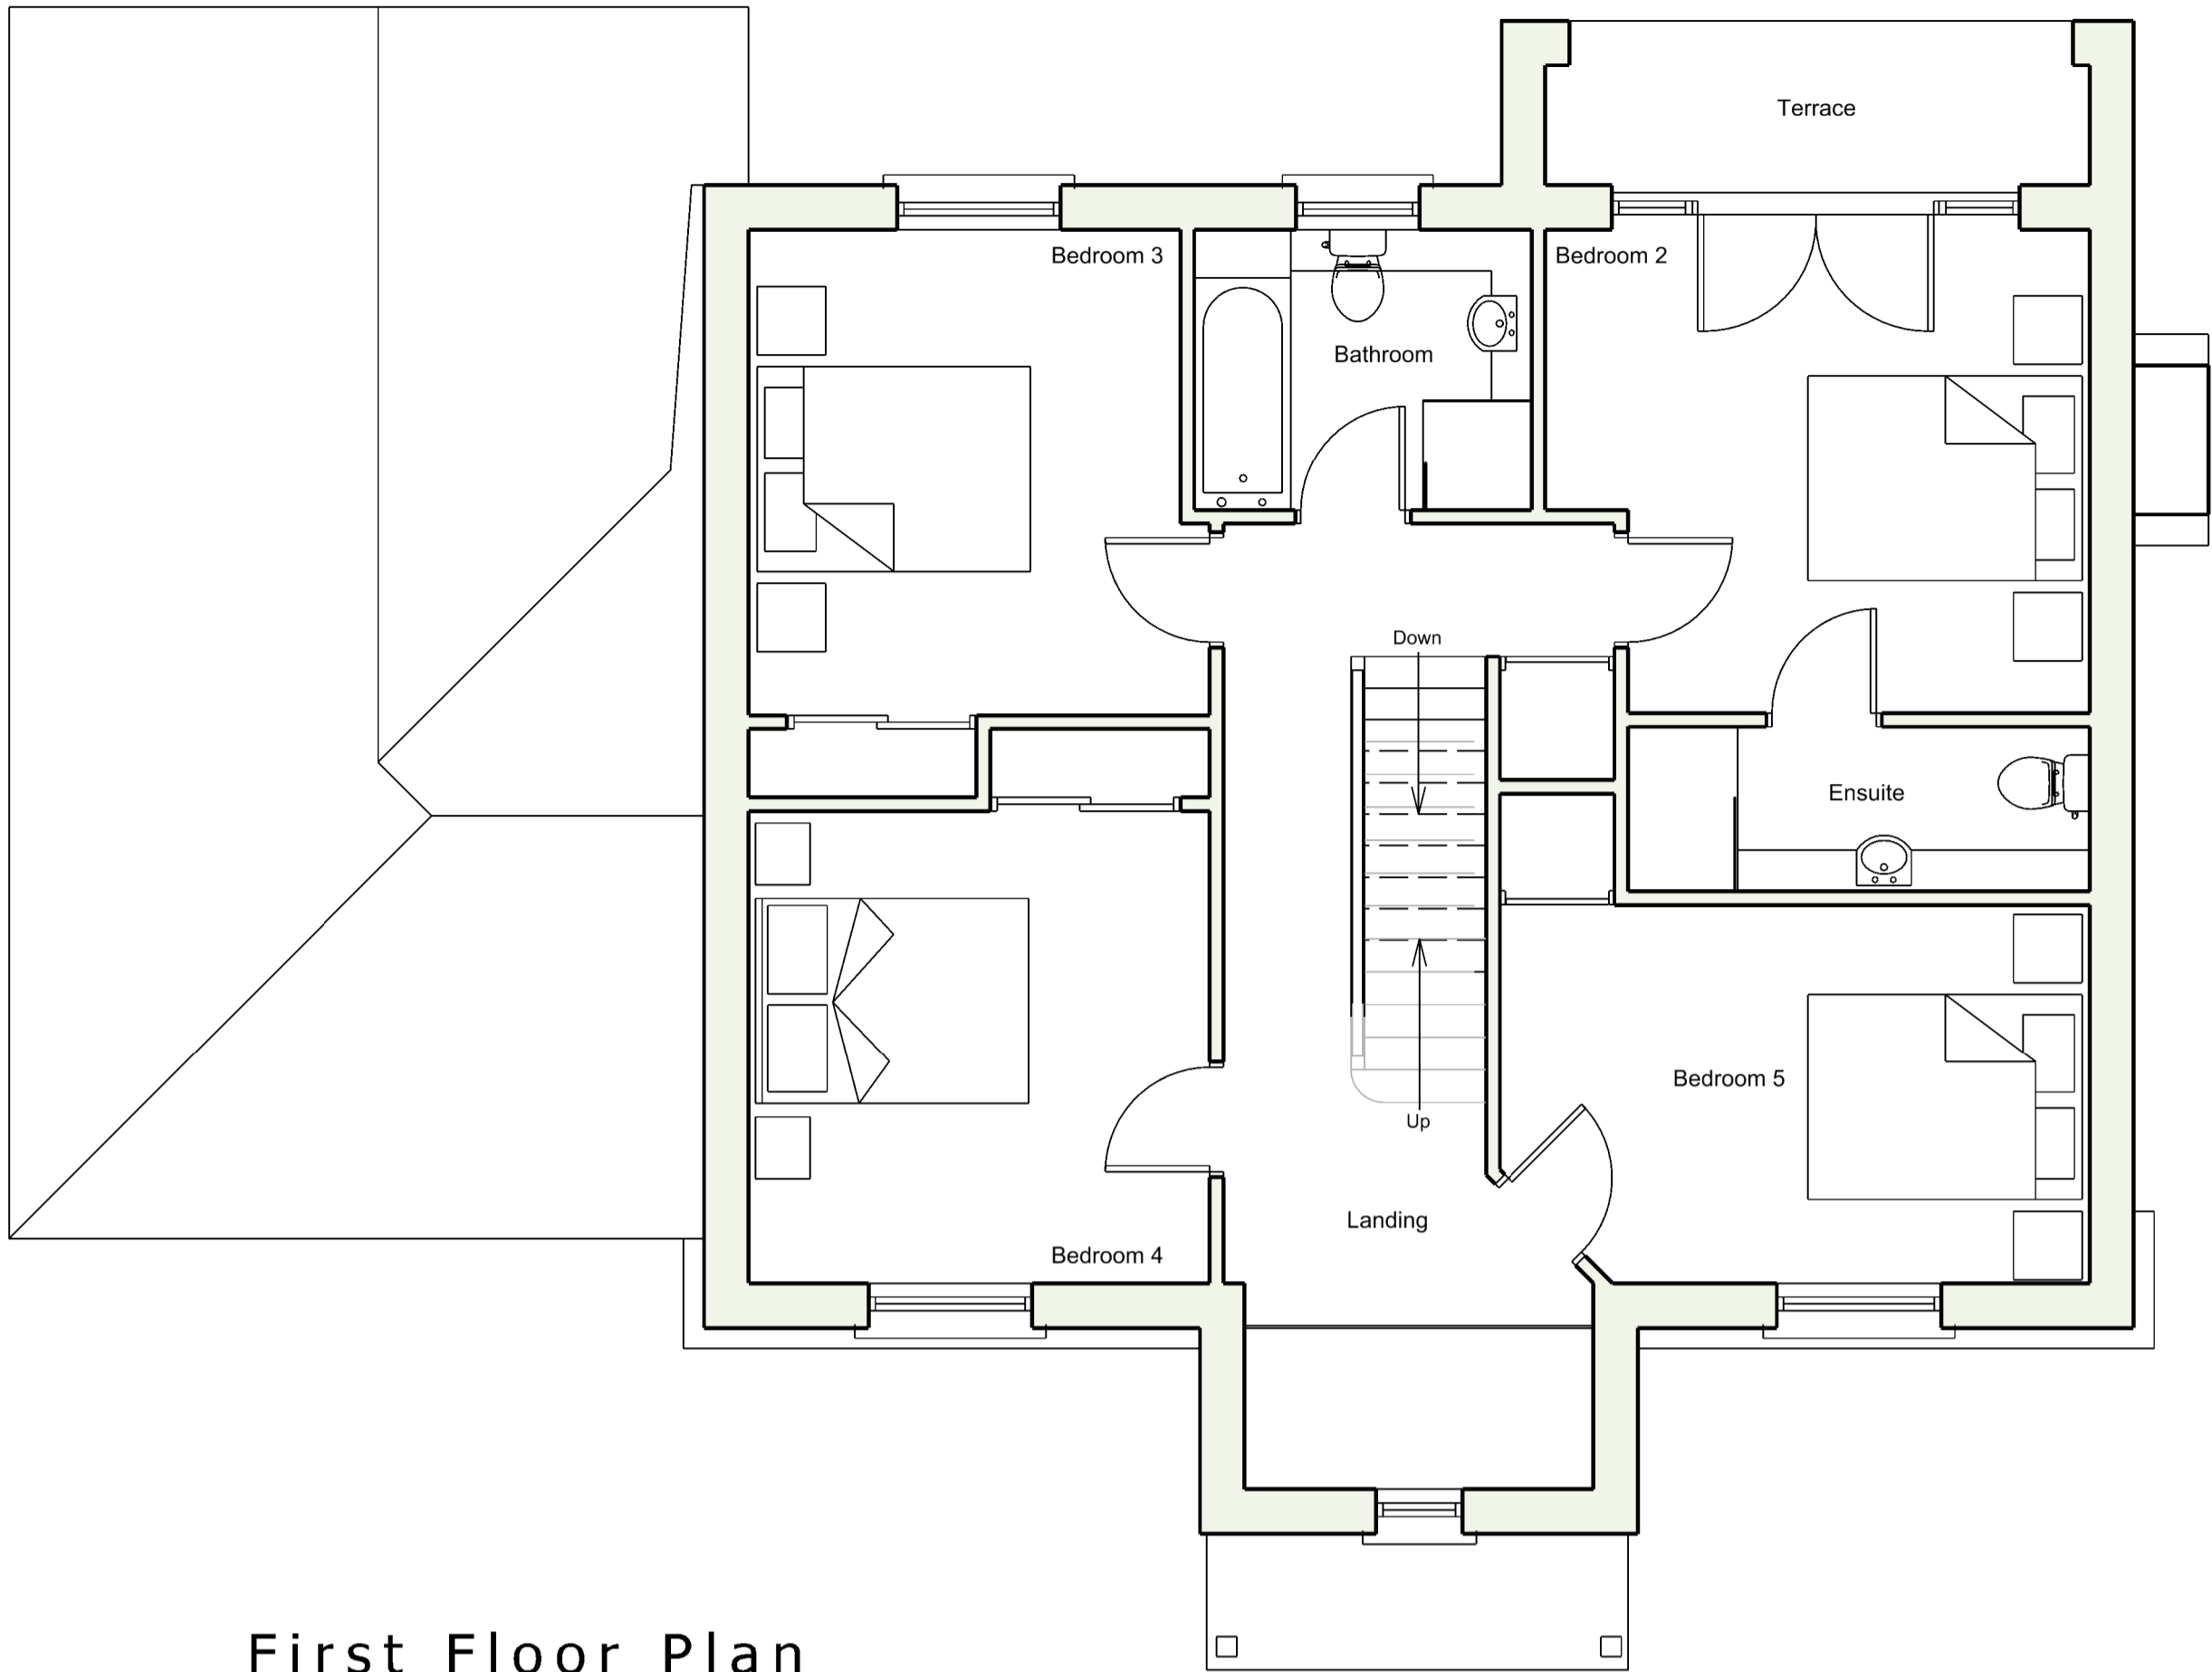 Terrace
Bedroom 3
Bedroom 2
Bathroom
Down
Ensuite
Bedroom 5
Up
Landing
Bedroom 4
First Floor Plan